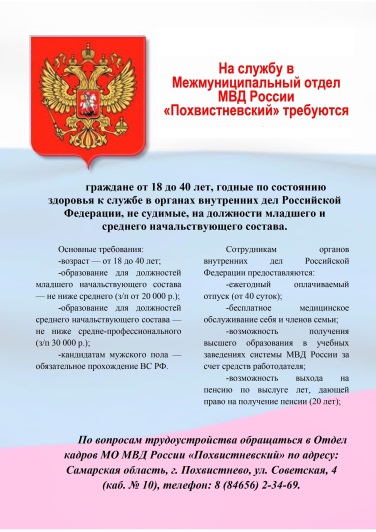 На службу в
Межмуниципальный отдел
МВД России
«Похвистневский» требуются
граждане от 18 до 40 лет, годные по состоянию
здоровья к службе в органах внутренних дел Российской
Федерации, не судимые, на должности младшего и
среднего начальствующего состава.
Основные требования:
-возраст — от 18 до 40 лет;
-образование для должностей
младшего начальствующего состава
— не ниже среднего (з/п от 20 000 р.);
-образование для должностей
среднего начальствующего состава —
не ниже средне-профессионального
(з/п 30 000 р.);
-кандидатам мужского пола —
обязательное прохождение ВС РФ.
Сотрудникам органов
внутренних дел Российской
Федерации предоставляются:
-ежегодный оплачиваемый
отпуск (от 40 суток);
-бесплатное медицинское
обслуживание себя и членов семьи;
-возможность получения
высшего образования в учебных
заведениях системы МВД России за
счет средств работодателя;
-возможность выхода на
пенсию по выслуге лет, дающей
право на получение пенсии (20 лет);
По вопросам трудоустройства обращаться в Отдел
кадров МО МВД России «Похвистневский» по адресу:
Самарская область, г. Похвистнево, ул. Советская, 4
(каб. № 10), телефон: 8 (84656) 2-34-69.